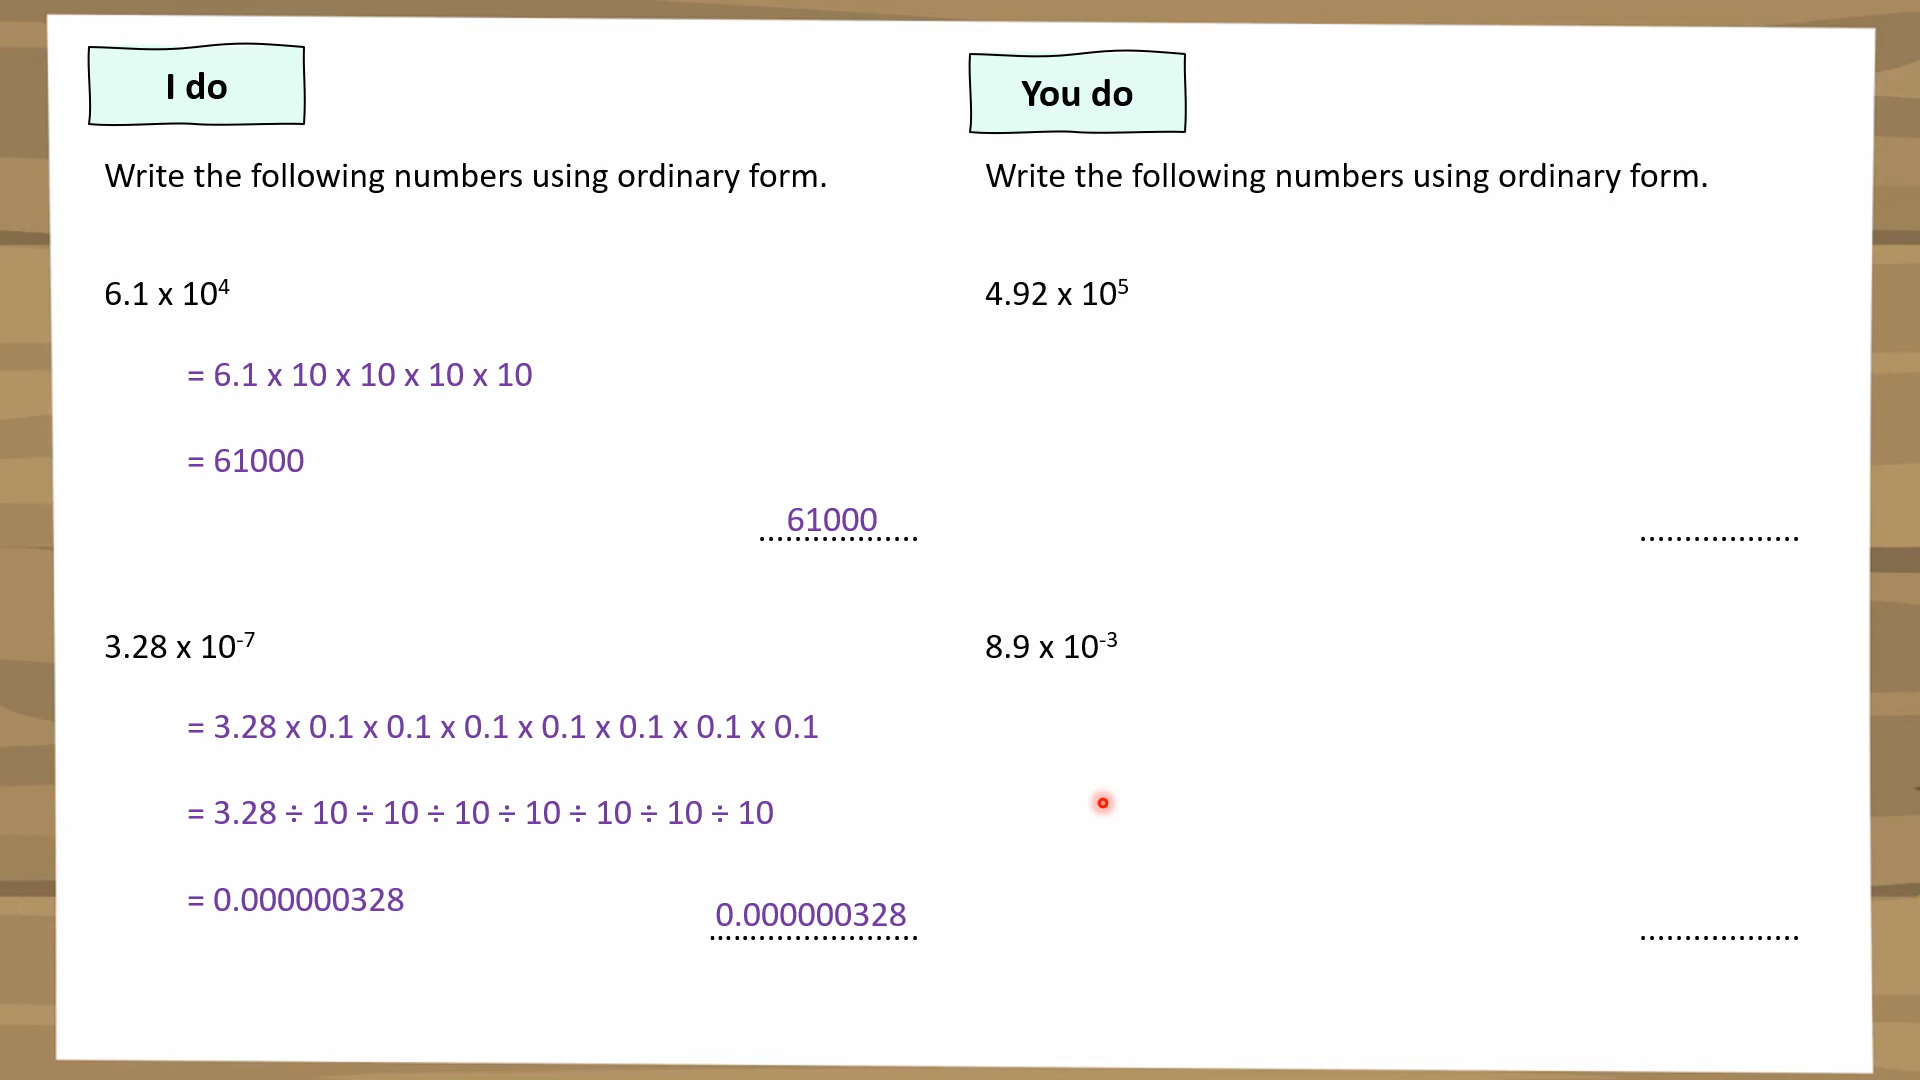 I do
Write the following numbers using ordinary form.
6.1 x 10⁴
= 6.1 x 10 x 10 x 10 x 10
= 61000
61000
..................
3.28 x 10⁻⁷
= 3.28 x 0.1 x 0.1 x 0.1 x 0.1 x 0.1 x 0.1 x 0.1
= 3.28 ÷ 10 ÷ 10 ÷ 10 ÷ 10 ÷ 10 ÷ 10 ÷ 10
= 0.000000328
0.000000328
.......................
You do
Write the following numbers using ordinary form.
4.92 x 10⁵
..................
8.9 x 10⁻³
..................